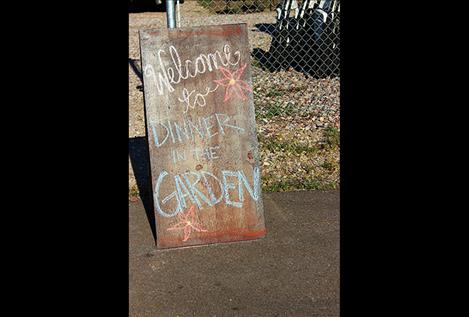 Welcome
to
DINNER
IN THE
GARDEN